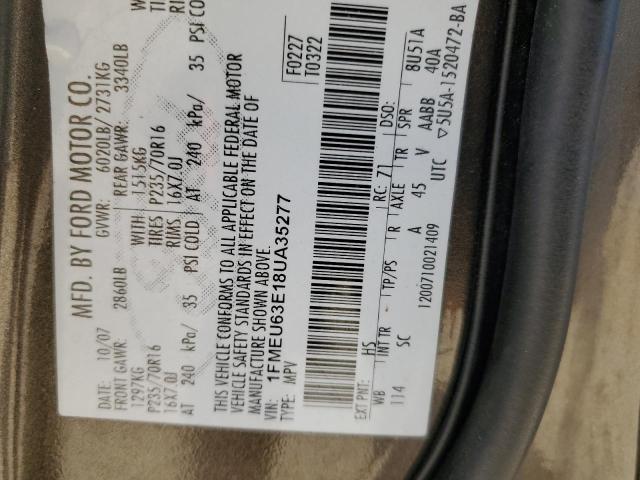 MFD. BY FORD MOTOR CO.
DATE: 10/07 GVWR: 6020LB/ 2731KG
FRONT GAWR: 2860LB REAR GAWR: 3340LB
1297KG WITH 1515KG
P235/70R16 TIRES P235/70R16
16X7.0J RIMS 16X7.0J
AT 240 kPa/ 35 PSI COLD AT 240 kPa/ 35 PSI CO
THIS VEHICLE CONFORMS TO ALL APPLICABLE FEDERAL MOTOR
VEHICLE SAFETY STANDARDS IN EFFECT ON THE DATE OF
MANUFACTURE SHOWN ABOVE.
VIN: 1FMEU63E18UA35277
TYPE: MPV
F0227
T0322
EXT PNT: HS RC: 71 DSO:
WB INT TR TP/PS R AXLE TR SPR 8U51A
114 SC A 45 V AABB 40A
1200710021409 UTC ▽5U5A-1520472-BA